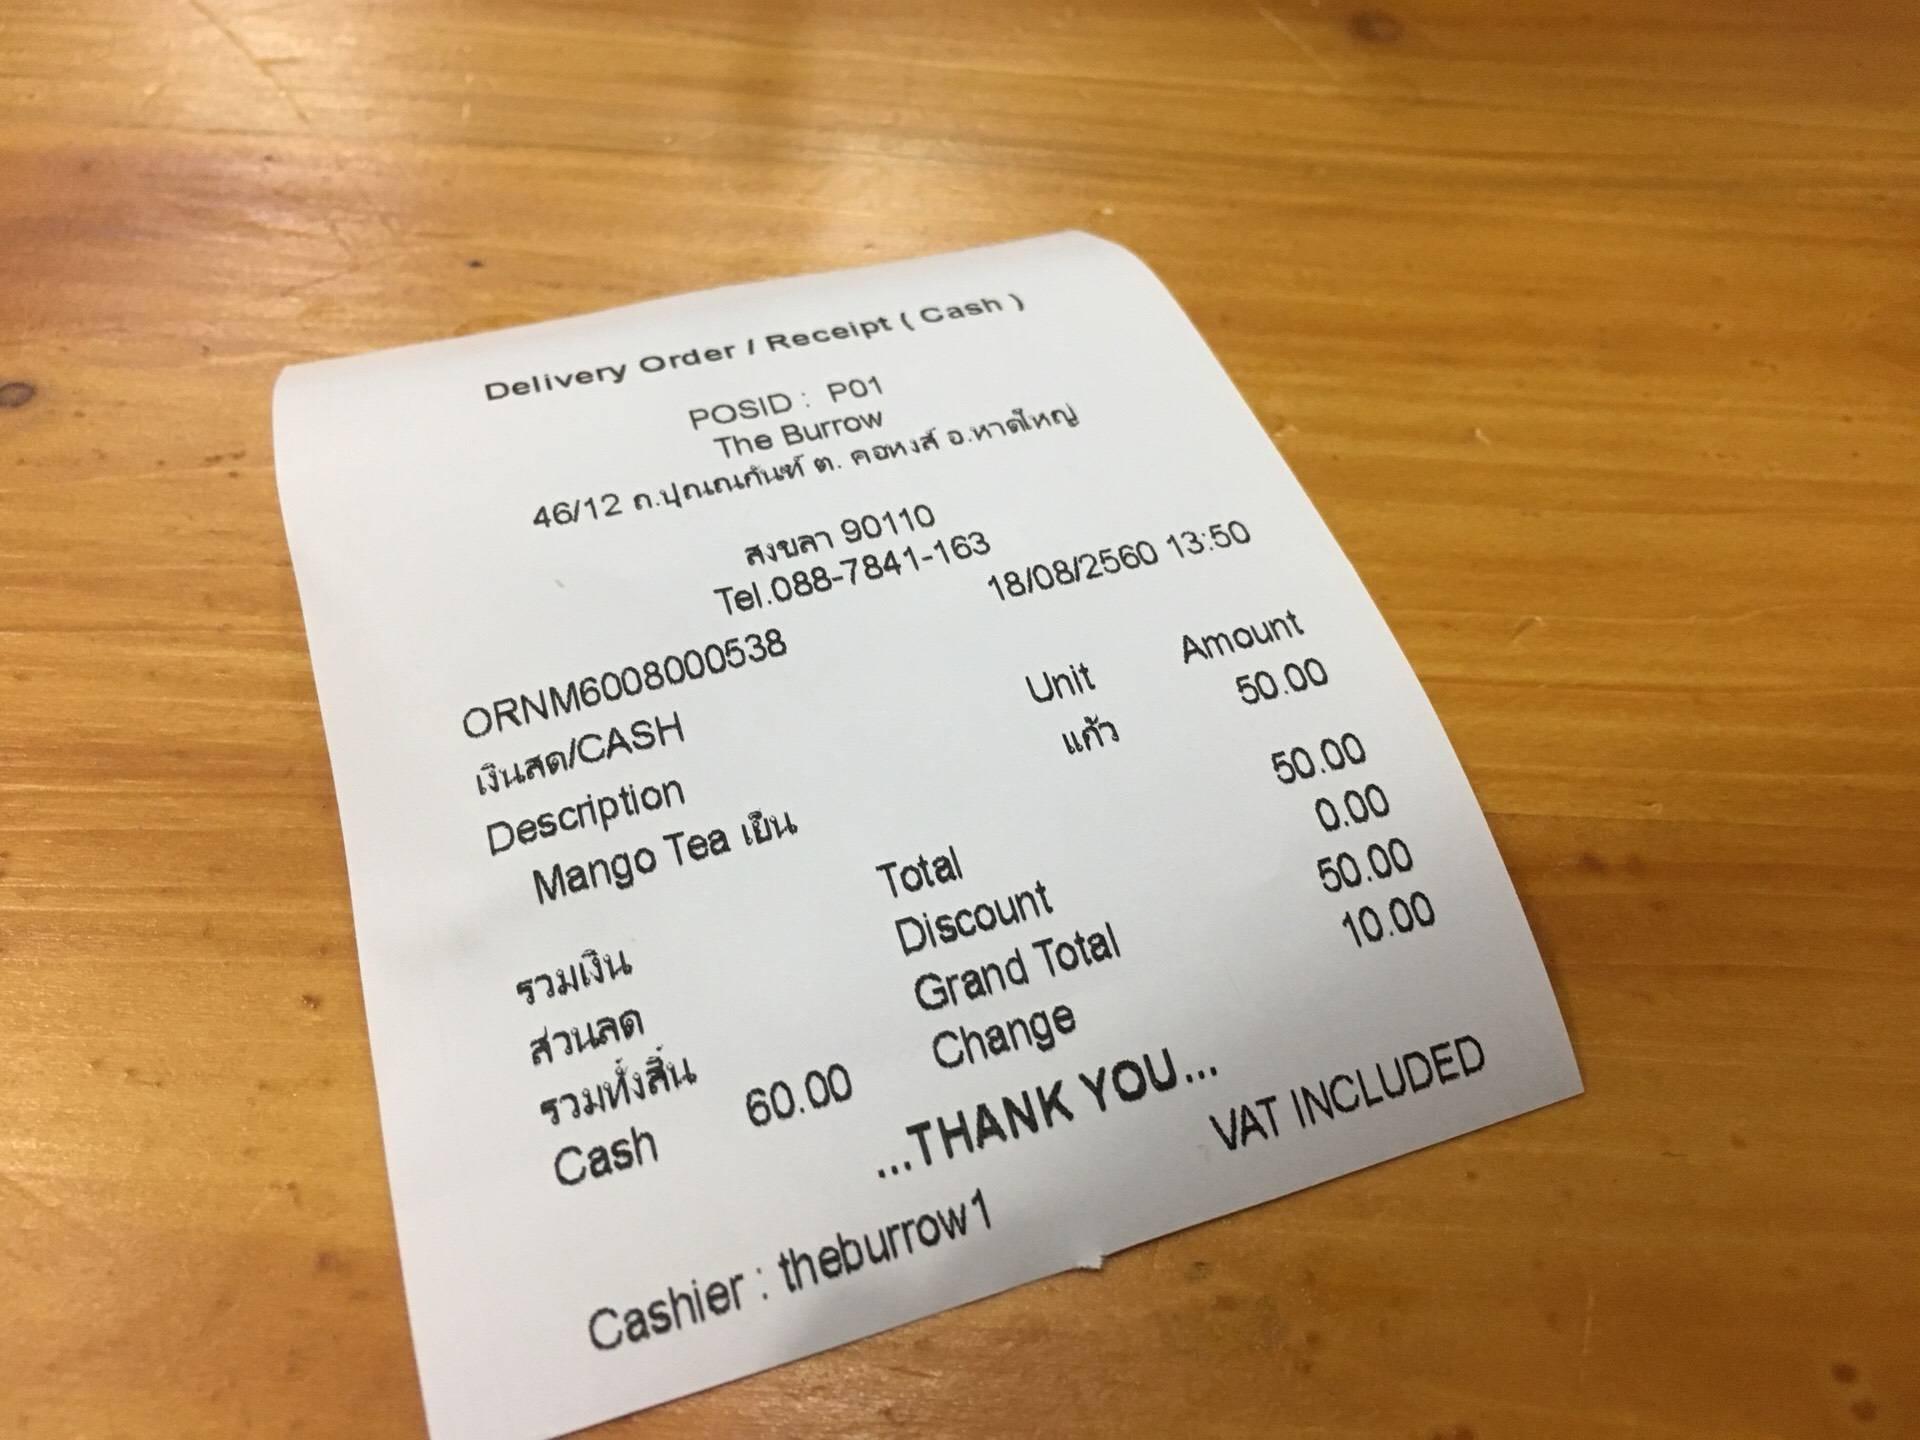 Delivery Order / Receipt ( Cash )
POSID : P01
The Burrow
46/12 ถ.ปุณณกัณฑ์ ต. คอหงส์ อ.หาดใหญ่
สงขลา 90110
Tel.088-7841-163
18/08/2560 13:50
ORNM6008000538
เงินสด/CASH
Description Unit Amount
Mango Tea เย็น แก้ว 50.00
รวมเงิน Total 50.00
ส่วนลด Discount 0.00
รวมทั้งสิ้น Grand Total 50.00
Cash 60.00 Change 10.00
...THANK YOU...
VAT INCLUDED
Cashier : theburrow1